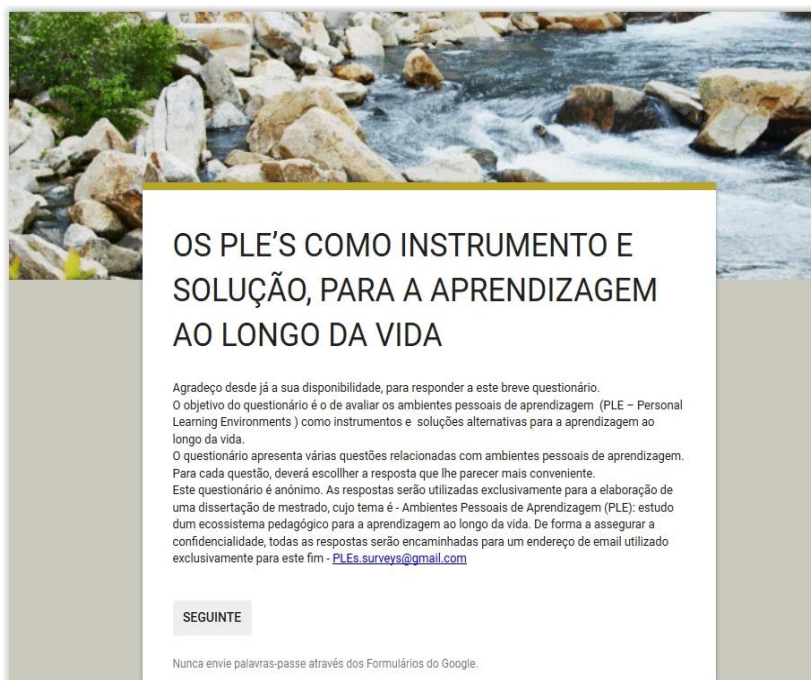 OS PLE’S COMO INSTRUMENTO E
SOLUÇÃO, PARA A APRENDIZAGEM
AO LONGO DA VIDA
Agradeço desde já a sua disponibilidade, para responder a este breve questionário.
O objetivo do questionário é o de avaliar os ambientes pessoais de aprendizagem (PLE – Personal
Learning Environments ) como instrumentos e soluções alternativas para a aprendizagem ao
longo da vida.
O questionário apresenta várias questões relacionadas com ambientes pessoais de aprendizagem.
Para cada questão, deverá escollher a resposta que lhe parecer mais conveniente.
Este questionário é anónimo. As respostas serão utilizadas exclusivamente para a elaboração de
uma dissertação de mestrado, cujo tema é - Ambientes Pessoais de Aprendizagem (PLE): estudo
dum ecossistema pedagógico para a aprendizagem ao longo da vida. De forma a assegurar a
confidencialidade, todas as respostas serão encaminhadas para um endereço de email utilizado
exclusivamente para este fim - PLEs.surveys@gmail.com
SEGUINTE
Nunca envie palavras-passe através dos Formulários do Google.